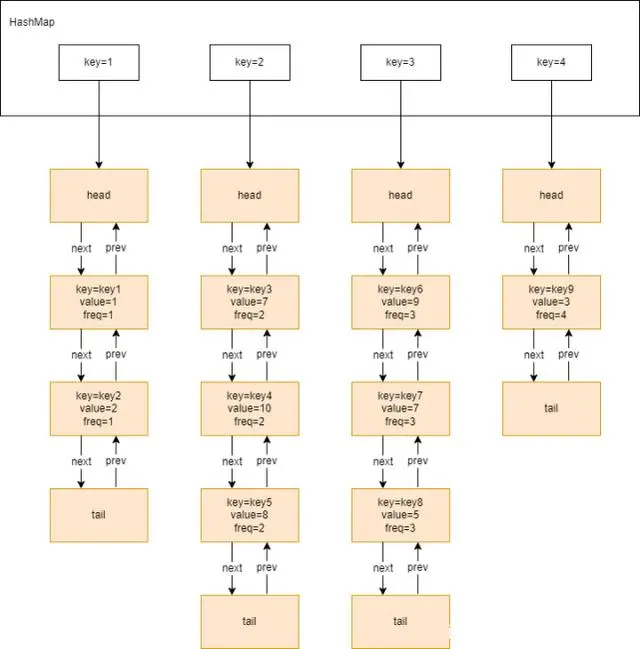 HashMap
key=1
key=2
key=3
key=4
head
head
head
head
next prev
next prev
next prev
next prev
key=key1
value=1
freq=1
key=key3
value=7
freq=2
key=key6
value=9
freq=3
key=key9
value=3
freq=4
next prev
next prev
next prev
next prev
key=key2
value=2
freq=1
key=key4
value=10
freq=2
key=key7
value=7
freq=3
tail
next prev
next prev
next prev
tail
key=key5
value=8
freq=2
key=key8
value=5
freq=3
next prev
next prev
tail
tail